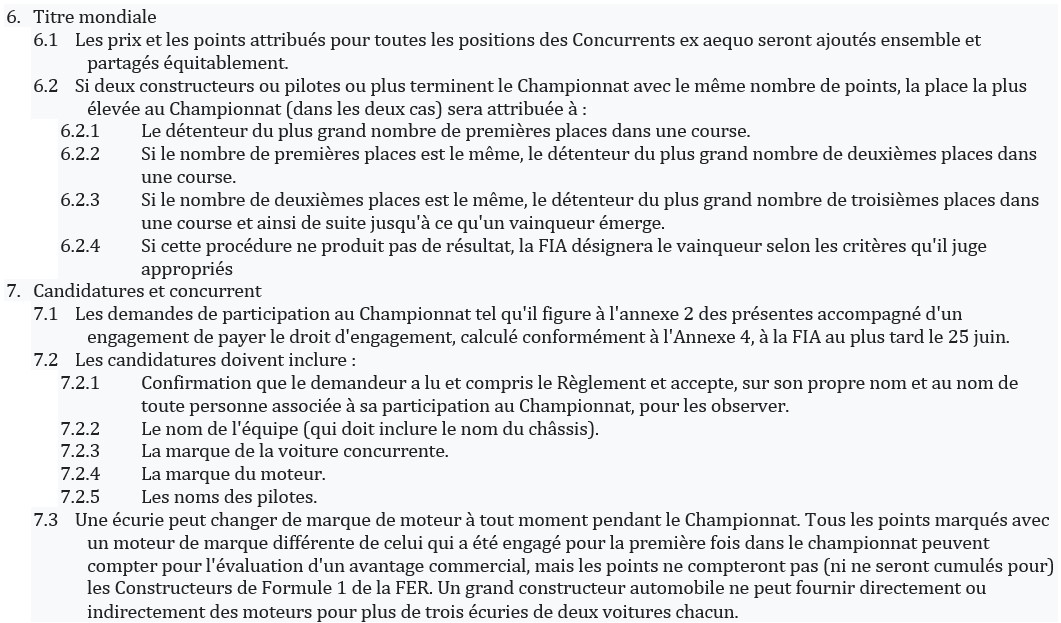 6. Titre mondiale
6.1 Les prix et les points attribués pour toutes les positions des Concurrents ex aequo seront ajoutés ensemble et
partagés équitablement.
6.2 Si deux constructeurs ou pilotes ou plus terminent le Championnat avec le même nombre de points, la place la plus
élevée au Championnat (dans les deux cas) sera attribuée à :
6.2.1 Le détenteur du plus grand nombre de premières places dans une course.
6.2.2 Si le nombre de premières places est le même, le détenteur du plus grand nombre de deuxièmes places dans
une course.
6.2.3 Si le nombre de deuxièmes places est le même, le détenteur du plus grand nombre de troisièmes places dans
une course et ainsi de suite jusqu'à ce qu'un vainqueur émerge.
6.2.4 Si cette procédure ne produit pas de résultat, la FIA désignera le vainqueur selon les critères qu'il juge
appropriés
7. Candidatures et concurrent
7.1 Les demandes de participation au Championnat tel qu'il figure à l'annexe 2 des présentes accompagné d'un
engagement de payer le droit d'engagement, calculé conformément à l'Annexe 4, à la FIA au plus tard le 25 juin.
7.2 Les candidatures doivent inclure :
7.2.1 Confirmation que le demandeur a lu et compris le Règlement et accepte, sur son propre nom et au nom de
toute personne associée à sa participation au Championnat, pour les observer.
7.2.2 Le nom de l'équipe (qui doit inclure le nom du châssis).
7.2.3 La marque de la voiture concurrente.
7.2.4 La marque du moteur.
7.2.5 Les noms des pilotes.
7.3 Une écurie peut changer de marque de moteur à tout moment pendant le Championnat. Tous les points marqués avec
un moteur de marque différente de celui qui a été engagé pour la première fois dans le championnat peuvent
compter pour l'évaluation d'un avantage commercial, mais les points ne compteront pas (ni ne seront cumulés pour)
les Constructeurs de Formule 1 de la FER. Un grand constructeur automobile ne peut fournir directement ou
indirectement des moteurs pour plus de trois écuries de deux voitures chacun.